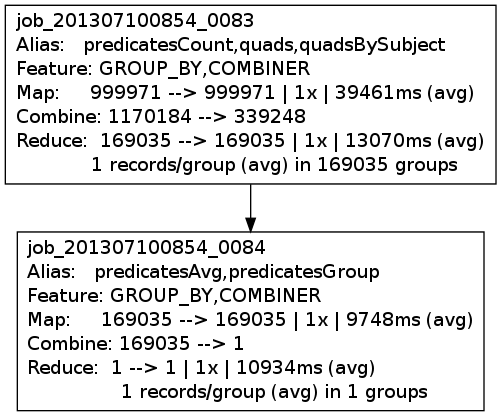 job_201307100854_0083
Alias: predicatesCount,quads,quadsBySubject
Feature: GROUP_BY,COMBINER
Map: 999971 --> 999971 | 1x | 39461ms (avg)
Combine: 1170184 --> 339248
Reduce: 169035 --> 169035 | 1x | 13070ms (avg)
1 records/group (avg) in 169035 groups
job_201307100854_0084
Alias: predicatesAvg,predicatesGroup
Feature: GROUP_BY,COMBINER
Map: 169035 --> 169035 | 1x | 9748ms (avg)
Combine: 169035 --> 1
Reduce: 1 --> 1 | 1x | 10934ms (avg)
1 records/group (avg) in 1 groups